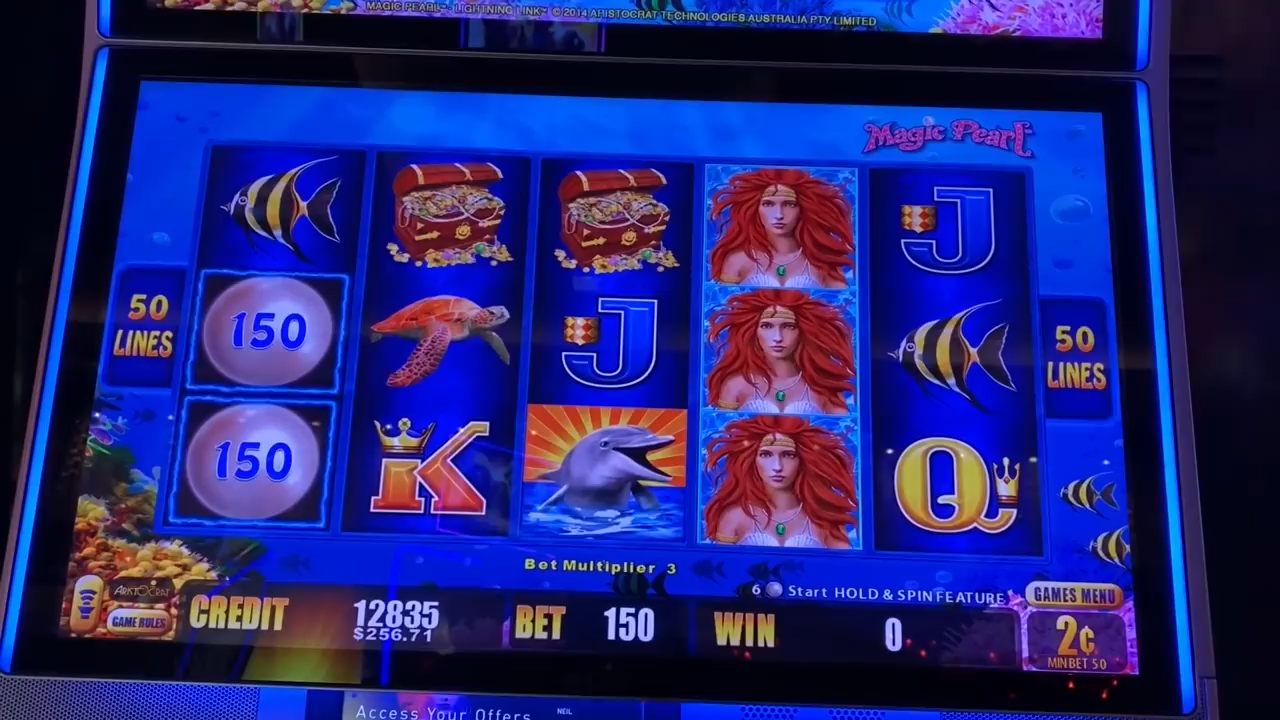 MAGIC PEARL™ - LIGHTNING LINK™ © 2014 ARISTOCRAT TECHNOLOGIES AUSTRALIA PTY LIMITED
Magic Pearl
J
50
LINES
150
J
50
LINES
150
K
Q
Bet Multiplier 3
6 Start HOLD & SPIN FEATURE
GAMES MENU
ARISTOCRAT
GAME RULES
CREDIT
12835
$256.71
BET
150
WIN
0
2¢
MIN BET 50
Access Your Offers
NEIL